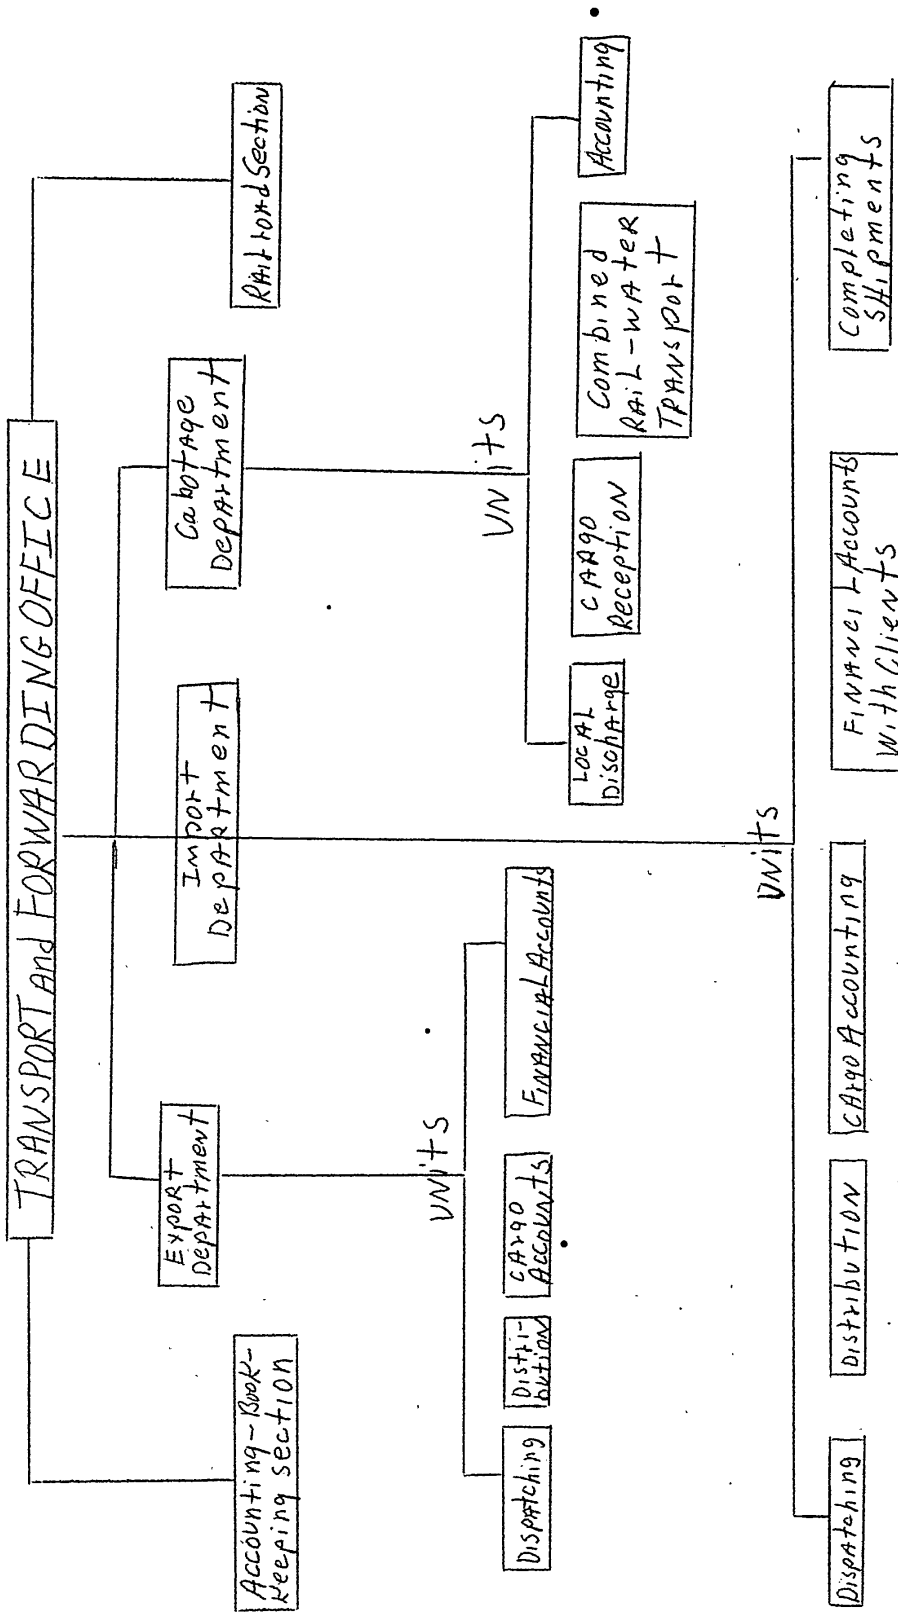 TRANSPORT and FORWARDING OFFICE
Accounting-Book-
Keeping section
Export
Department
Import
Department
Cabotage
Department
Railroad Section
Units
Dispatching
Distri-
bution
Cargo
Accounts
Financial Accounts
Units
Local
Discharge
Cargo
Reception
Combined
Rail-Water
Transport
Accounting
Units
Dispatching
Distribution
Cargo Accounting
Financil Accounts
With Clients
Completing
Shipments